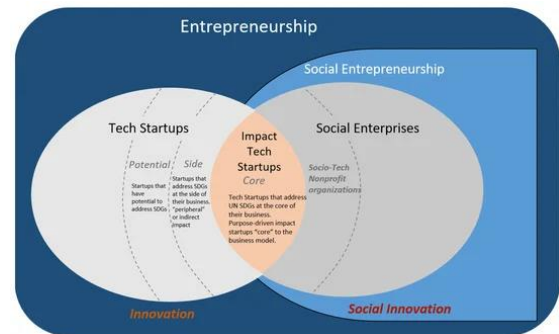 Entrepreneurship
Social Entrepreneurship
Tech Startups
Social Enterprises
Impact
Tech
Startups
Core
Potential
Side
Startups that
have
potential to
address SDGs
Startups that
address SDGs
at the side of
their business.
"peripheral"
or indirect
impact
Tech Startups that address
UN SDGs at the core of
their business.
Purpose-driven impact
startups "core" to the
business model.
Socio-Tech
Nonprofit
organizations
Innovation
Social Innovation